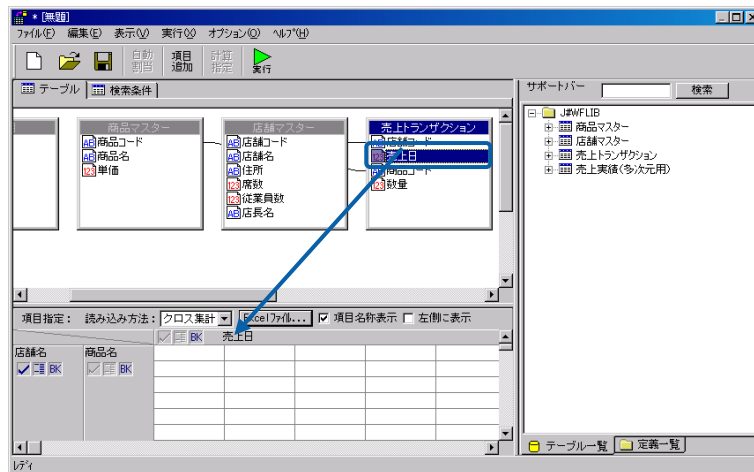 * [無題]
ファイル(F) 編集(E) 表示(V) 実行(X) オプション(O) ヘルプ(H)
自動割当 項目追加 計算指定 実行
テーブル 検索条件
サポートバー 検索
商品マスター
AB 商品コード
AB 商品名
123 単価
店舗マスター
AB 店舗コード
AB 店舗名
AB 住所
123 席数
123 従業員数
AB 店長名
売上トランザクション
売上日
商品コード
123 数量
J#WFLIB
商品マスター
店舗マスター
売上トランザクション
売上実績(多次元用)
項目指定: 読み込み方法: クロス集計 Excelファイル... 項目名称表示 左側に表示
BK 売上日
店舗名 商品名
BK BK
テーブル一覧 定義一覧
レディ